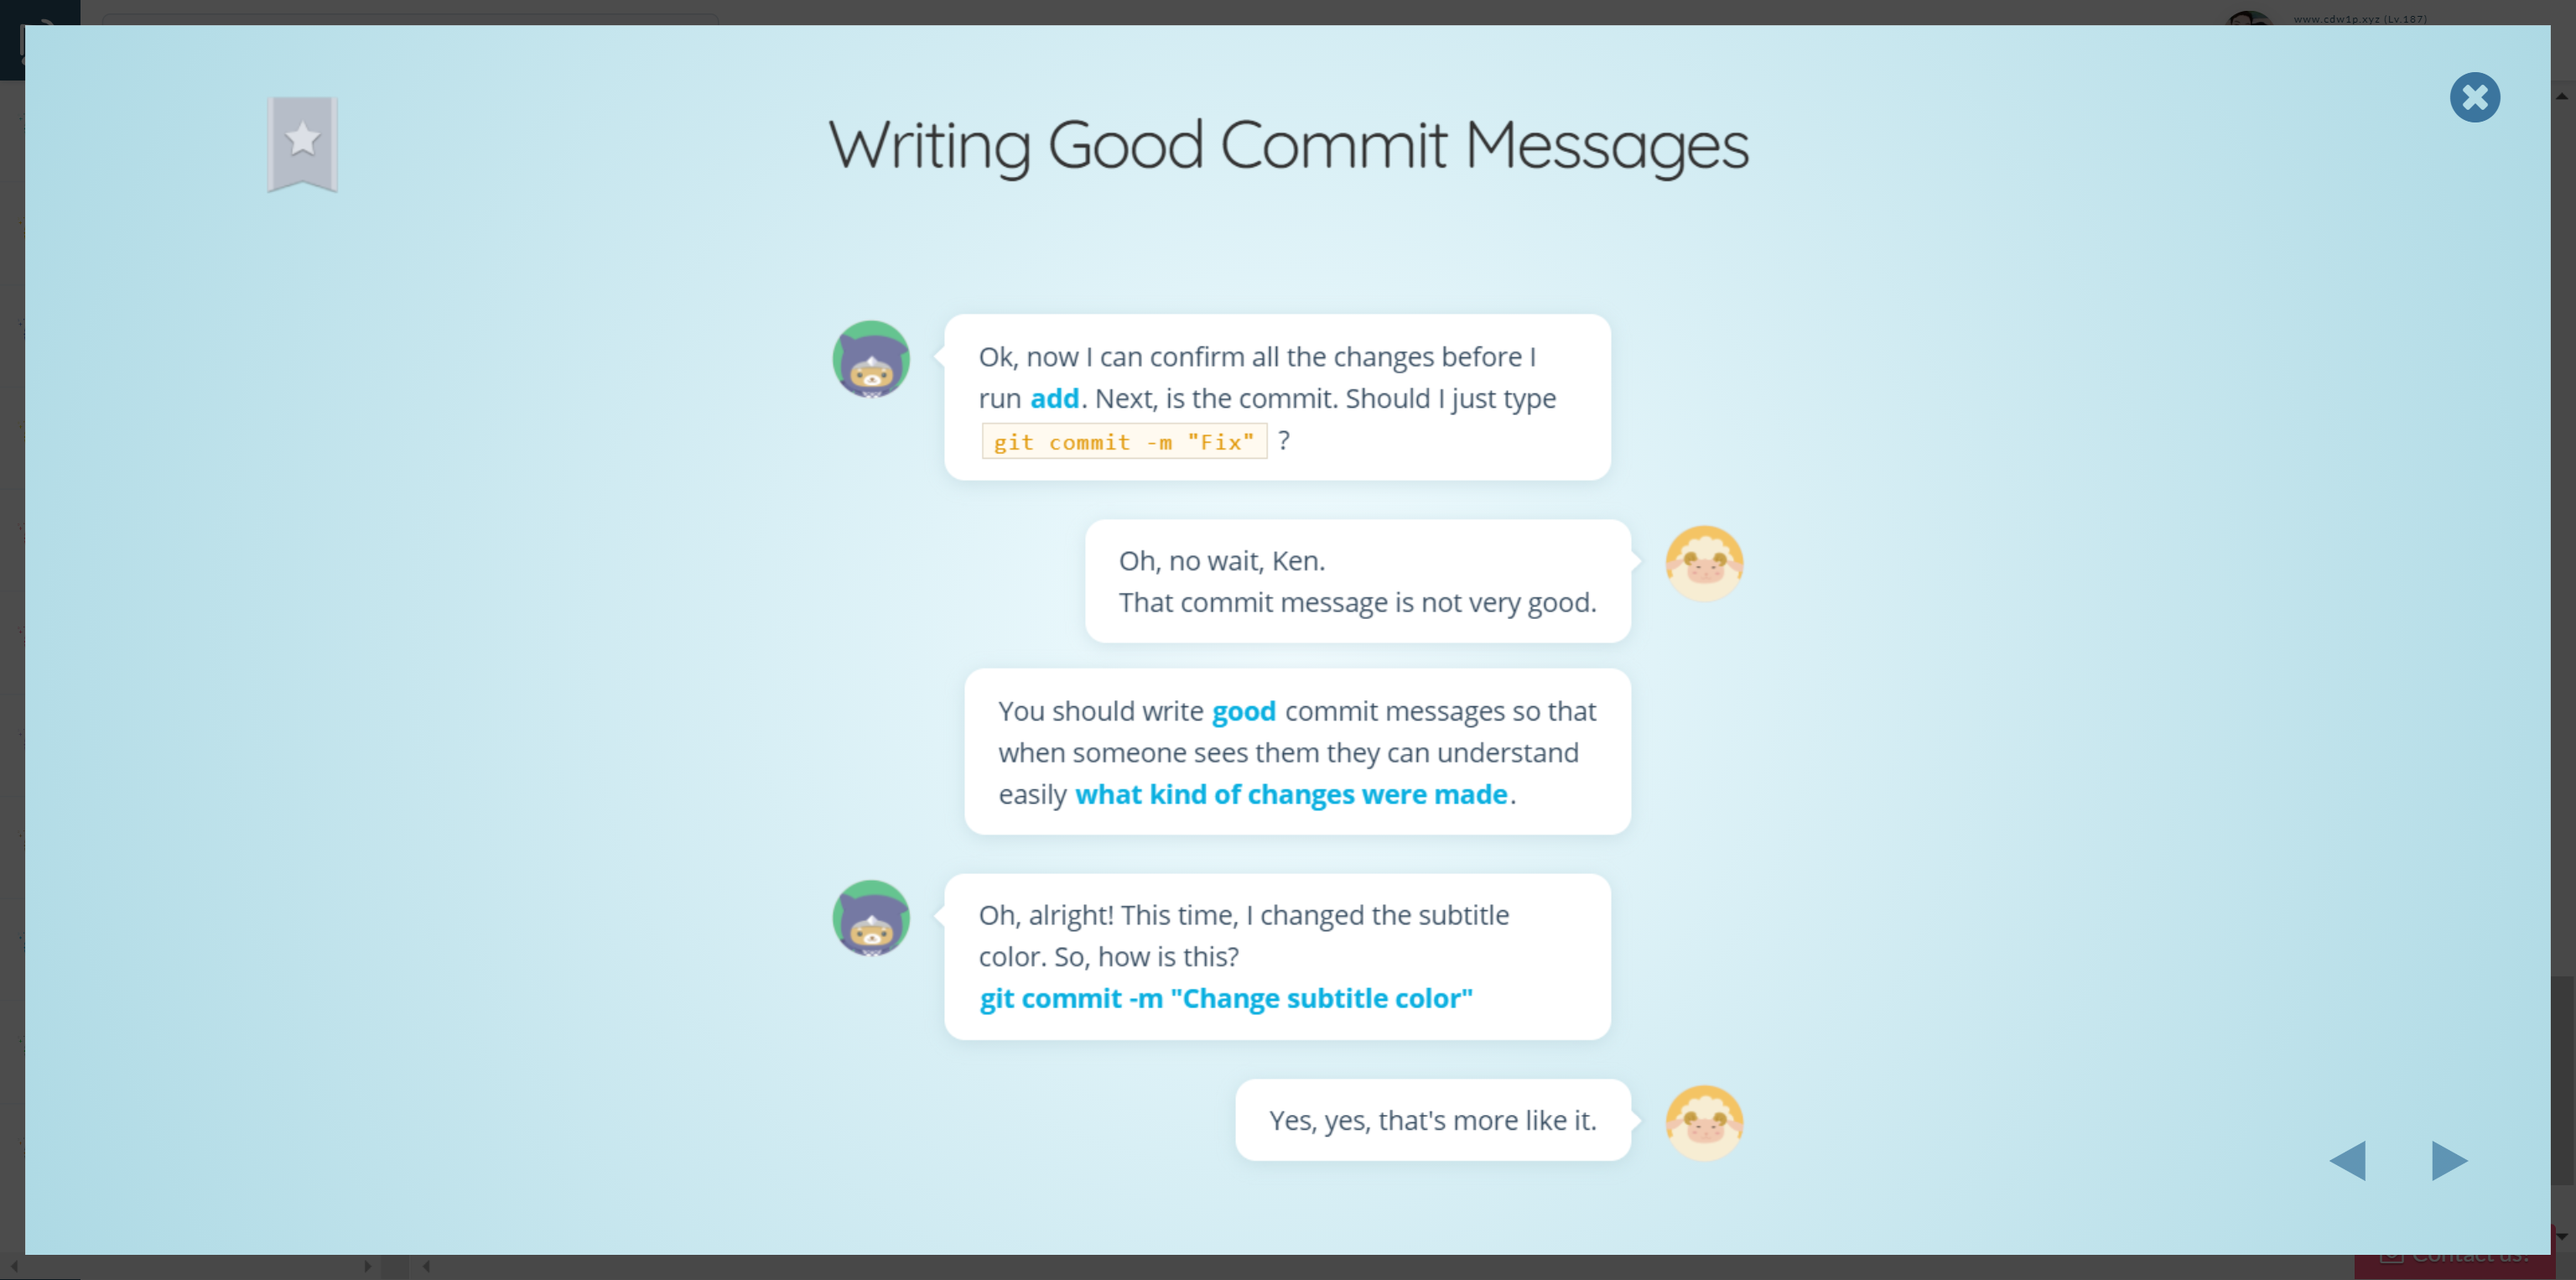 www.cdw1p.xyz (Lv.187)
Writing Good Commit Messages
Ok, now I can confirm all the changes before I
run add. Next, is the commit. Should I just type
git commit -m "Fix" ?
Oh, no wait, Ken.
That commit message is not very good.
You should write good commit messages so that
when someone sees them they can understand
easily what kind of changes were made.
Oh, alright! This time, I changed the subtitle
color. So, how is this?
git commit -m "Change subtitle color"
Yes, yes, that's more like it.
Contact us!